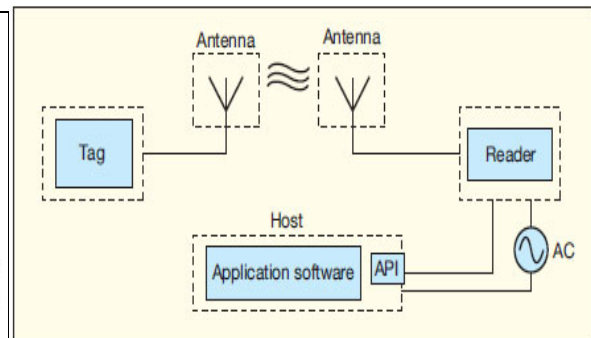 Antenna
Antenna
Tag
Reader
Host
Application software
API
AC